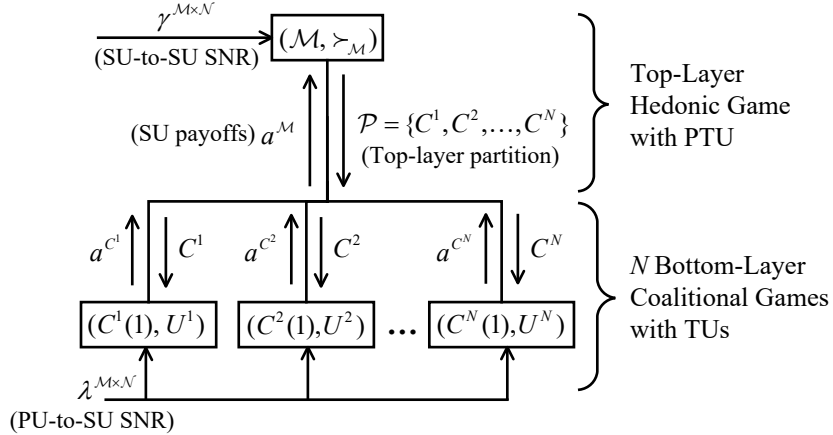 γ^{ℳ×𝒩}
(SU-to-SU SNR)
(ℳ, ≻_ℳ)
(SU payoffs) a^ℳ
𝒫 = {C^1, C^2, ..., C^N}
(Top-layer partition)
Top-Layer
Hedonic Game
with PTU
a^{C^1} C^1 a^{C^2} C^2 a^{C^N} C^N
(C^1(1), U^1) (C^2(1), U^2) ... (C^N(1), U^N)
N Bottom-Layer
Coalitional Games
with TUs
λ^{ℳ×𝒩}
(PU-to-SU SNR)